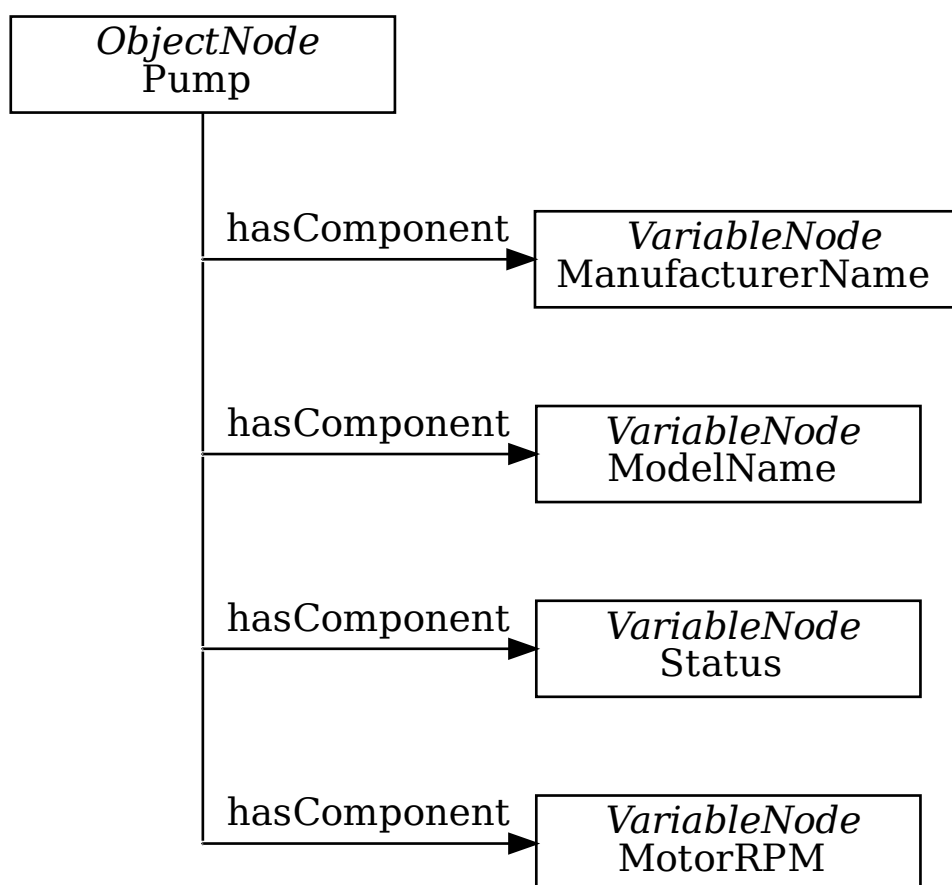 ObjectNode
Pump
hasComponent
VariableNode
ManufacturerName
hasComponent
VariableNode
ModelName
hasComponent
VariableNode
Status
hasComponent
VariableNode
MotorRPM